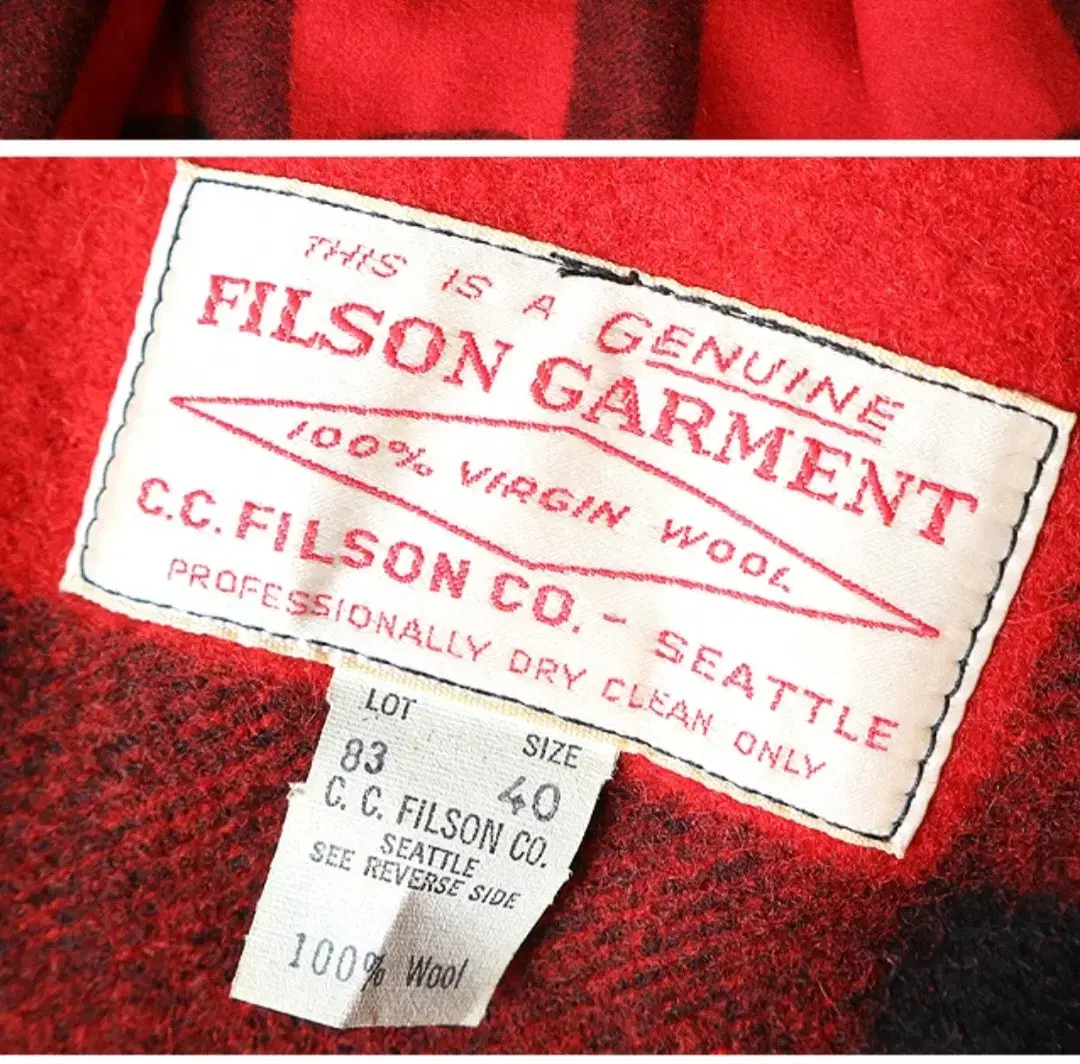 THIS IS A GENUINE
FILSON GARMENT
100% VIRGIN WOOL
C.C. FILSON CO. - SEATTLE
PROFESSIONALLY DRY CLEAN ONLY
LOT SIZE
83 40
C. C. FILSON CO.
SEATTLE
SEE REVERSE SIDE
100% Wool